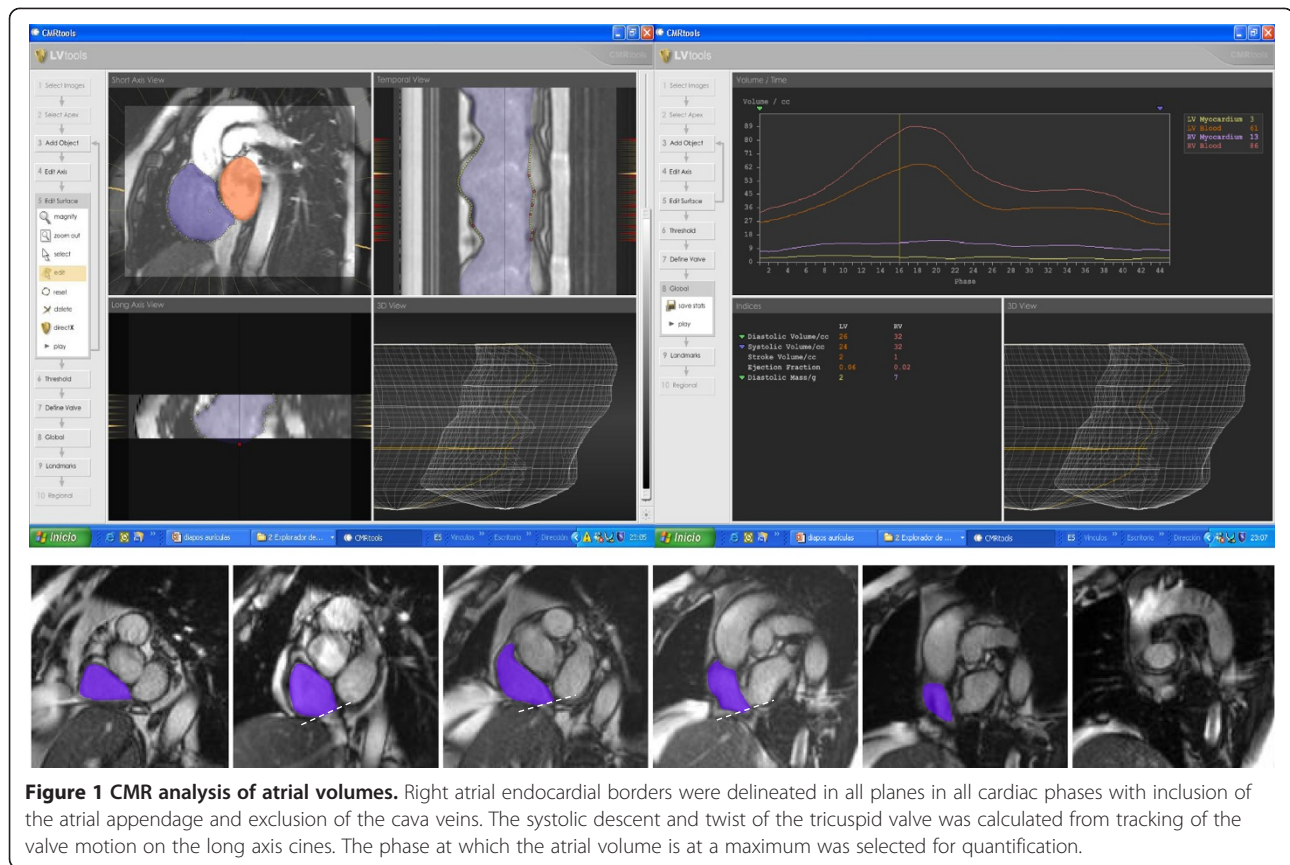 CMRtools
LVtools
CMRtools
1 Select Images
2 Select Apex
3 Add Object
4 Edit Axis
5 Edit Surface
magnify
zoom out
select
edit
reset
delete
directX
play
6 Threshold
7 Define Valve
8 Global
9 Landmarks
10 Regional
Short Axis View
Temporal View
Long Axis View
3D View
Inicio
diapos aurículas
2 Explorador de...
CMRtools
ES
Vínculos
Escritorio
Dirección
23:05
CMRtools
LVtools
CMRtools
1 Select Images
2 Select Apex
3 Add Object
4 Edit Axis
5 Edit Surface
6 Threshold
7 Define Valve
8 Global
save stats
play
9 Landmarks
10 Regional
Volume / Time
Volume / cc
89
80
71
62
53
45
36
27
18
9
0
2 4 6 8 10 12 14 16 18 20 22 24 26 28 30 32 34 36 38 40 42 44
Phase
LV Myocardium 3
LV Blood 61
RV Myocardium 13
RV Blood 86
Indices
LV RV
Diastolic Volume/cc 26 32
Systolic Volume/cc 24 32
Stroke Volume/cc 2 1
Ejection Fraction 0.06 0.02
Diastolic Mass/g 2 7
3D View
Inicio
diapos aurículas
2 Explorador de ...
CMRtools
ES
Vínculos
Escritorio
Dirección
23:07
Figure 1 CMR analysis of atrial volumes. Right atrial endocardial borders were delineated in all planes in all cardiac phases with inclusion of
the atrial appendage and exclusion of the cava veins. The systolic descent and twist of the tricuspid valve was calculated from tracking of the
valve motion on the long axis cines. The phase at which the atrial volume is at a maximum was selected for quantification.